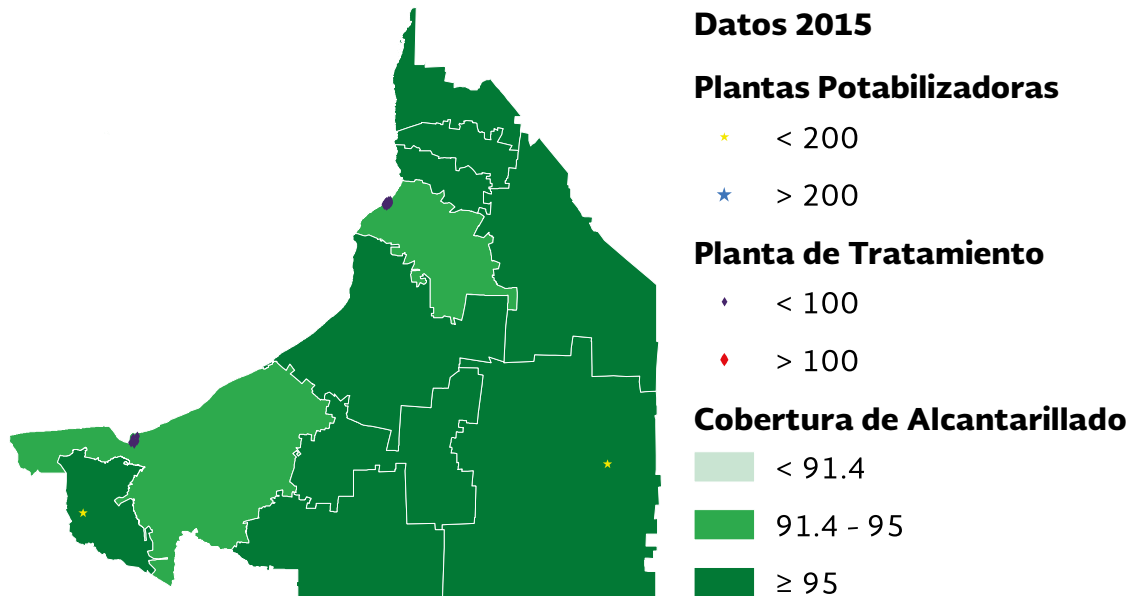 Datos 2015
Plantas Potabilizadoras
< 200
> 200
Planta de Tratamiento
< 100
> 100
Cobertura de Alcantarillado
< 91.4
91.4 - 95
≥ 95